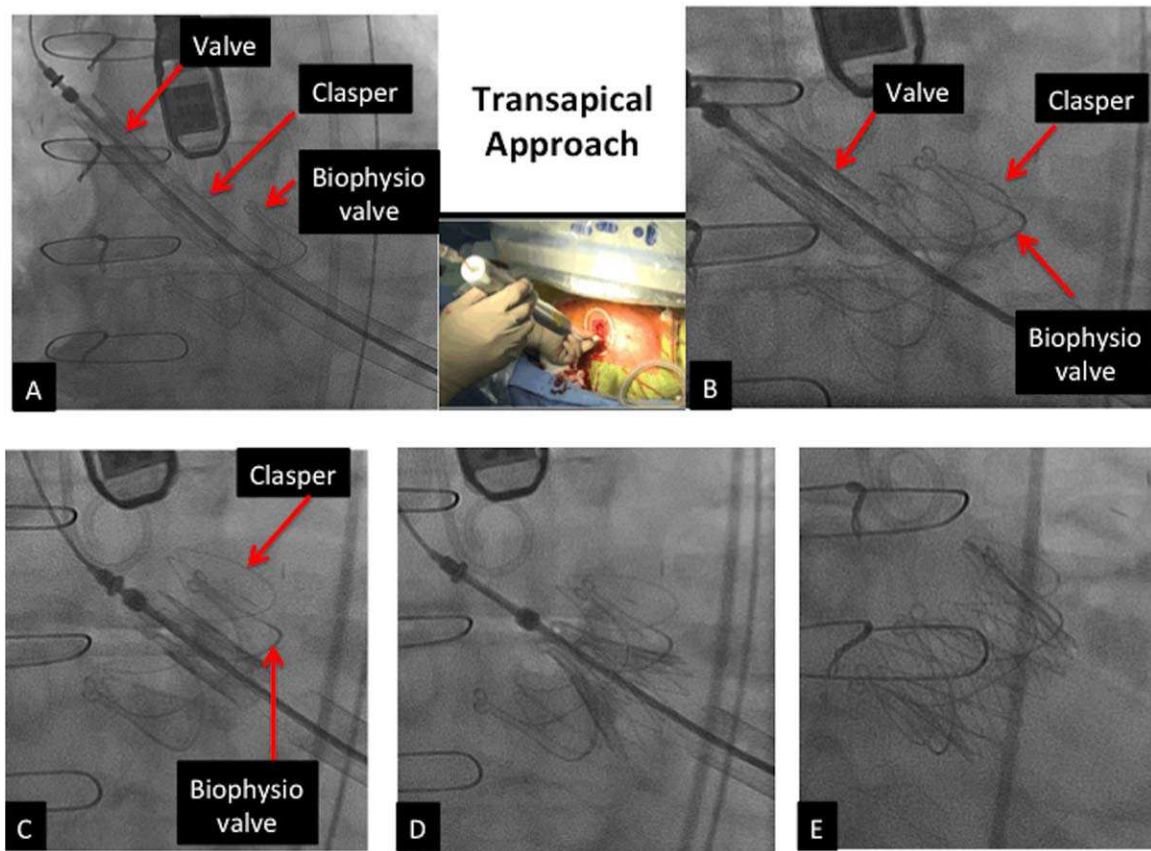 Valve
Clasper
Biophysio
valve
A
Transapical
Approach
Valve
Clasper
Biophysio
valve
B
Clasper
Biophysio
valve
C
D
E